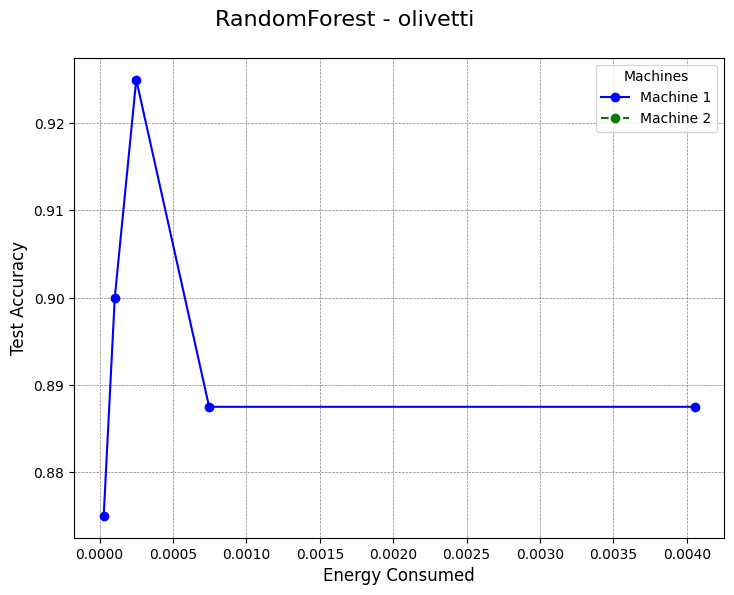 RandomForest - olivetti
Machines
Machine 1
Machine 2
0.92
0.91
0.90
0.89
0.88
Test Accuracy
0.0000 0.0005 0.0010 0.0015 0.0020 0.0025 0.0030 0.0035 0.0040
Energy Consumed